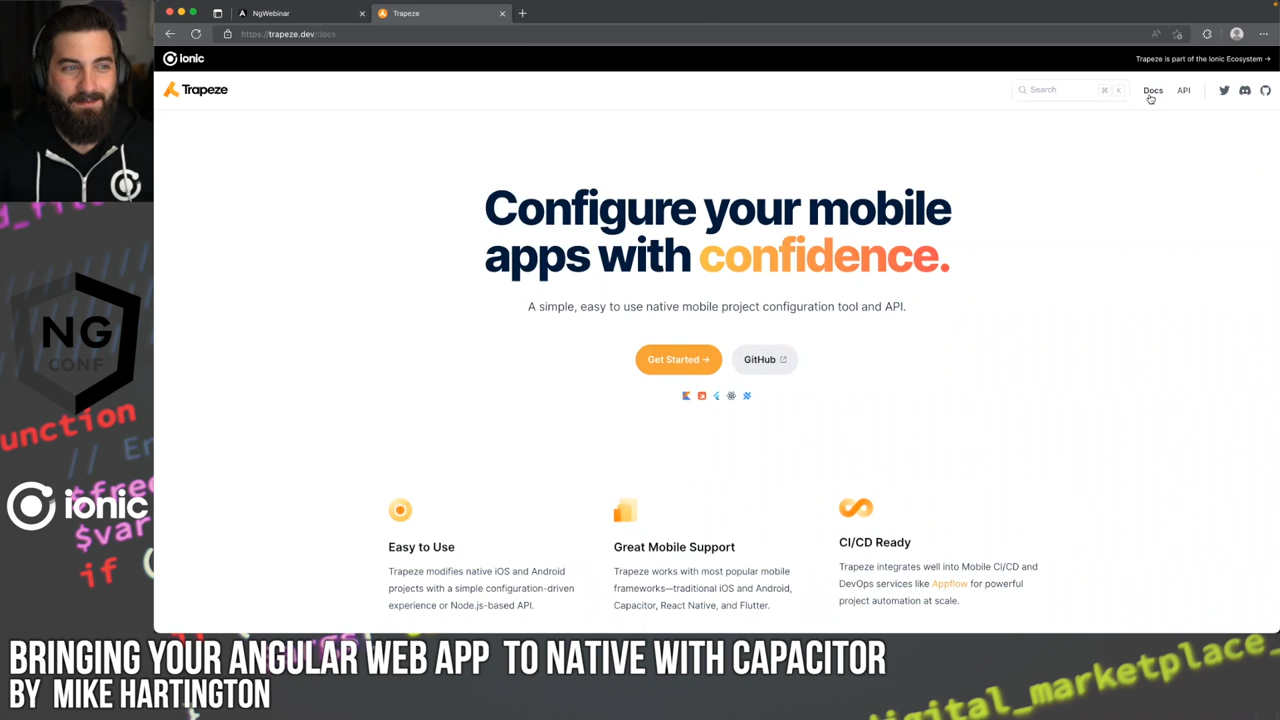 NgWebinar
Trapeze
https://trapeze.dev/docs
ionic
Trapeze is part of the Ionic Ecosystem →
Trapeze
Search
⌘ K
Docs
API
Configure your mobile
apps with confidence.
A simple, easy to use native mobile project configuration tool and API.
Get Started →
GitHub
Easy to Use
Trapeze modifies native iOS and Android
projects with a simple configuration-driven
experience or Node.js-based API.
Great Mobile Support
Trapeze works with most popular mobile
frameworks—traditional iOS and Android,
Capacitor, React Native, and Flutter.
CI/CD Ready
Trapeze integrates well into Mobile CI/CD and
DevOps services like Appflow for powerful
project automation at scale.
NG
CONF
unction
// En
$free
ionic
$var
if (
BRINGING YOUR ANGULAR WEB APP TO NATIVE WITH CAPACITOR
BY MIKE HARTINGTON
digital_marketplace_